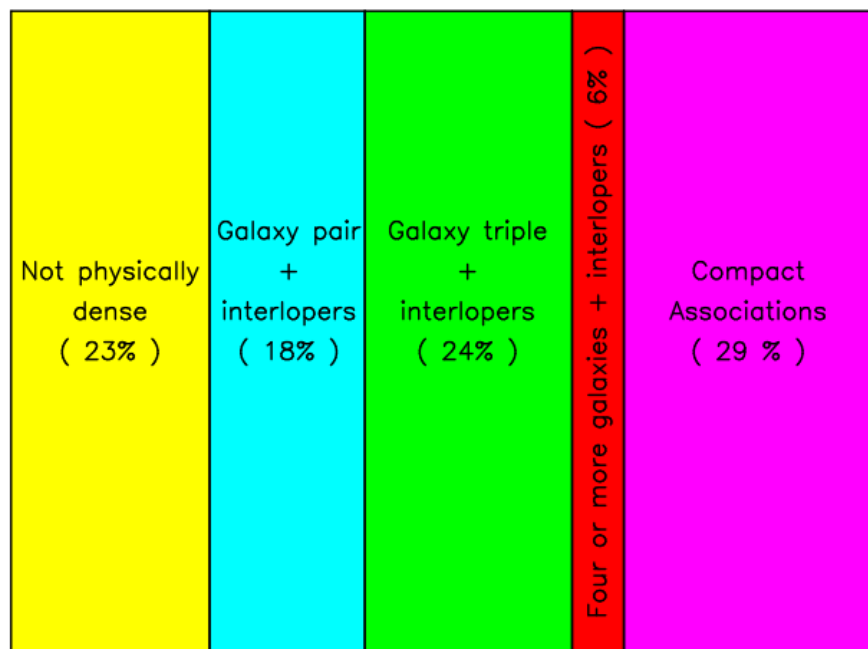 Not physically
dense
( 23% )
Galaxy pair
+
interlopers
( 18% )
Galaxy triple
+
interlopers
( 24% )
Four or more galaxies + interlopers ( 6% )
Compact
Associations
( 29 % )